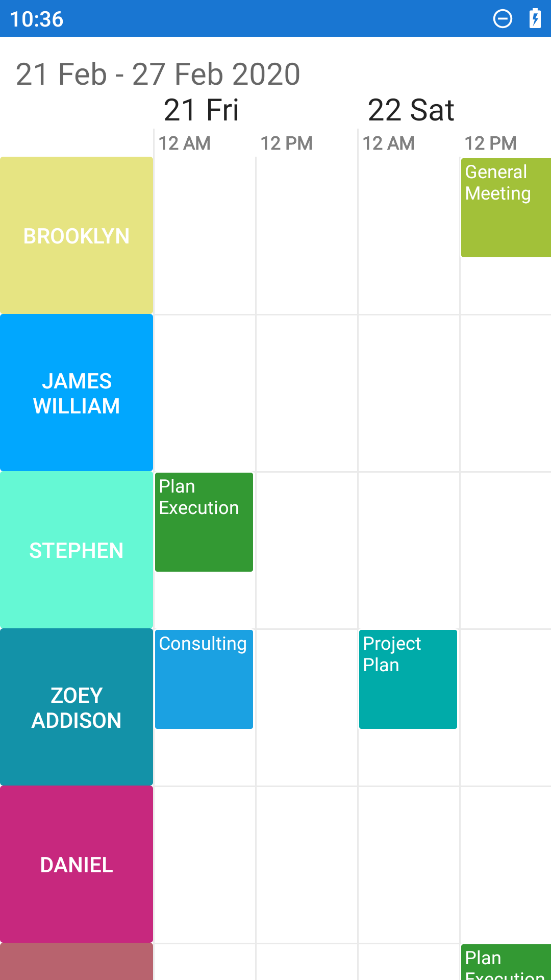 10:36
21 Feb - 27 Feb 2020
21 Fri
22 Sat
12 AM
12 PM
12 AM
12 PM
BROOKLYN
General
Meeting
JAMES
WILLIAM
STEPHEN
Plan
Execution
ZOEY
ADDISON
Consulting
Project
Plan
DANIEL
Plan
Execution